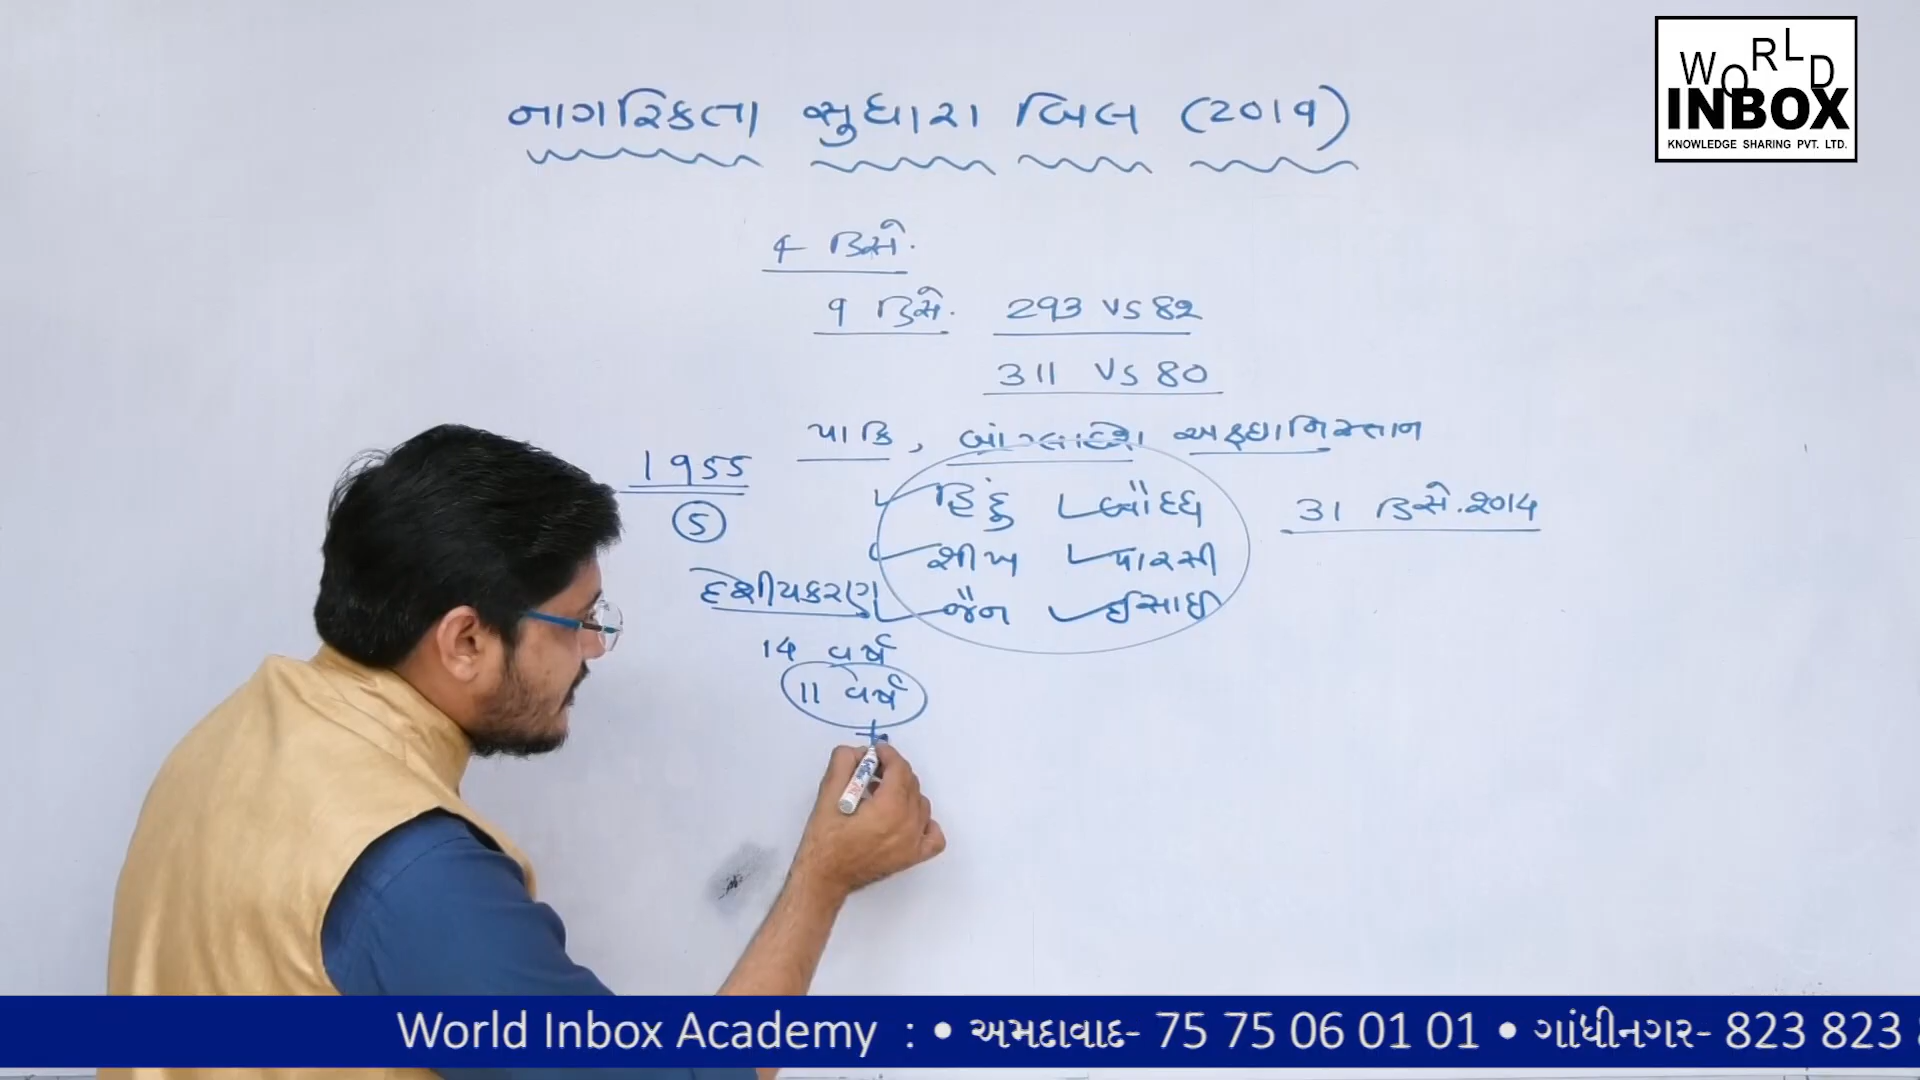 WORLD
INBOX
KNOWLEDGE SHARING PVT. LTD.
નાગરિકતા સુધારા બિલ (2019)
4 ડિસે.
9 ડિસે. 293 VS 82
311 VS 80
પાકિ, બાંગ્લાદેશ અફઘાનિસ્તાન
1955
5
હિંદુ બૌદ્ધ
31 ડિસે. 2014
શીખ પારસી
દેશીયકરણ
જૈન ઈસાઈ
14 વર્ષ
11 વર્ષ
+
World Inbox Academy : • અમદાવાદ- 75 75 06 01 01 • ગાંધીનગર- 823 823